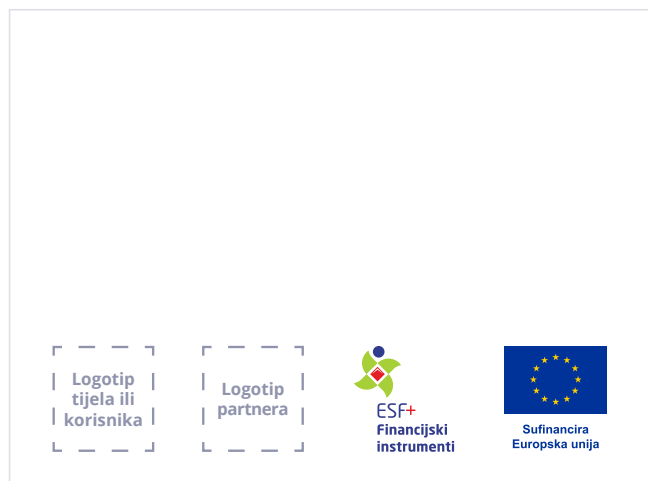 Logotip
tijela ili
korisnika
Logotip
partnera
ESF+
Financijski
instrumenti
Sufinancira
Europska unija